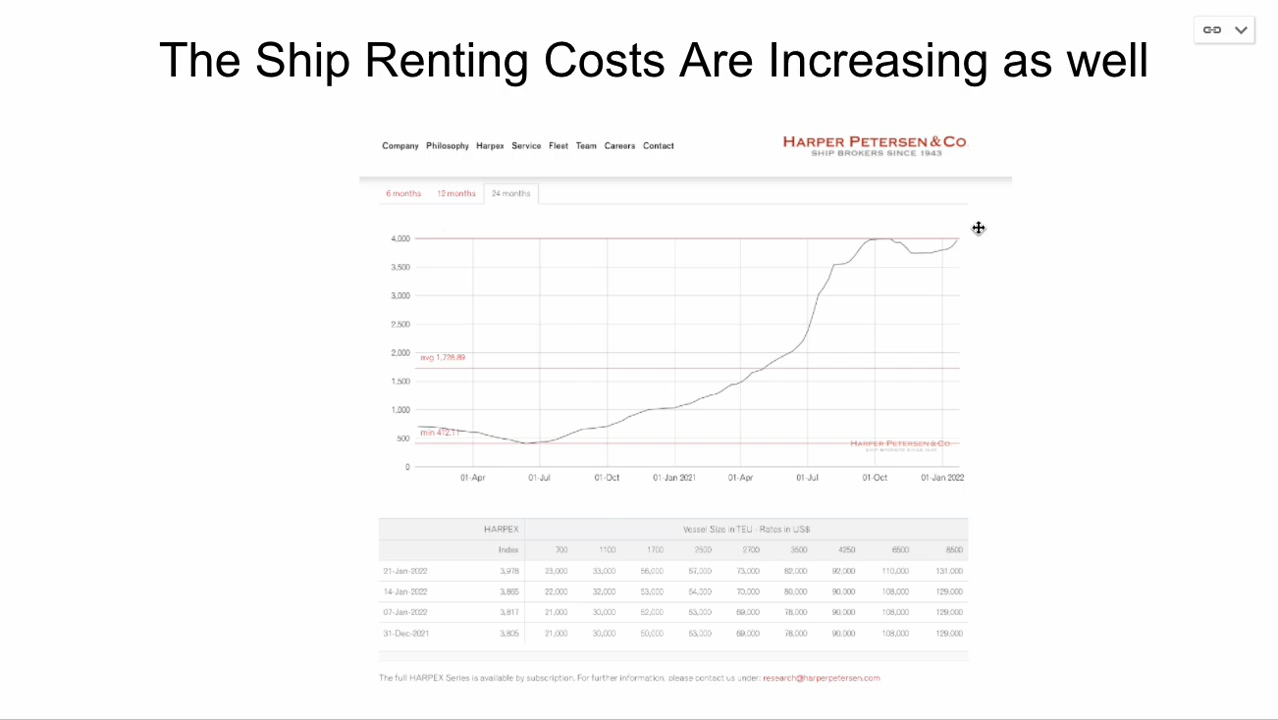 The Ship Renting Costs Are Increasing as well
Company Philosophy Harpex Service Fleet Team Careers Contact
HARPER PETERSEN & CO.
SHIP BROKERS SINCE 1943
6 months 12 months 24 months
4,000
3,500
3,000
2,500
2,000
avg 1,728.89
1,500
1,000
min 412.11
500
HARPER PETERSEN & CO.
SHIP BROKERS SINCE 1943
0
01-Apr 01-Jul 01-Oct 01-Jan 2021 01-Apr 01-Jul 01-Oct 01-Jan 2022
HARPEX Vessel Size in TEU - Rates in US$
Index 700 1100 1700 2500 2700 3500 4250 6500 8500
21-Jan-2022 3,978 23,000 33,000 56,000 57,000 73,000 82,000 92,000 110,000 131,000
14-Jan-2022 3,865 22,000 32,000 53,000 54,000 70,000 80,000 90,000 108,000 129,000
07-Jan-2022 3,817 21,000 30,000 52,000 53,000 69,000 78,000 90,000 108,000 129,000
31-Dec-2021 3,805 21,000 30,000 50,000 53,000 69,000 78,000 90,000 108,000 129,000
The full HARPEX Series is available by subscription. For further information, please contact us under: research@harperpetersen.com